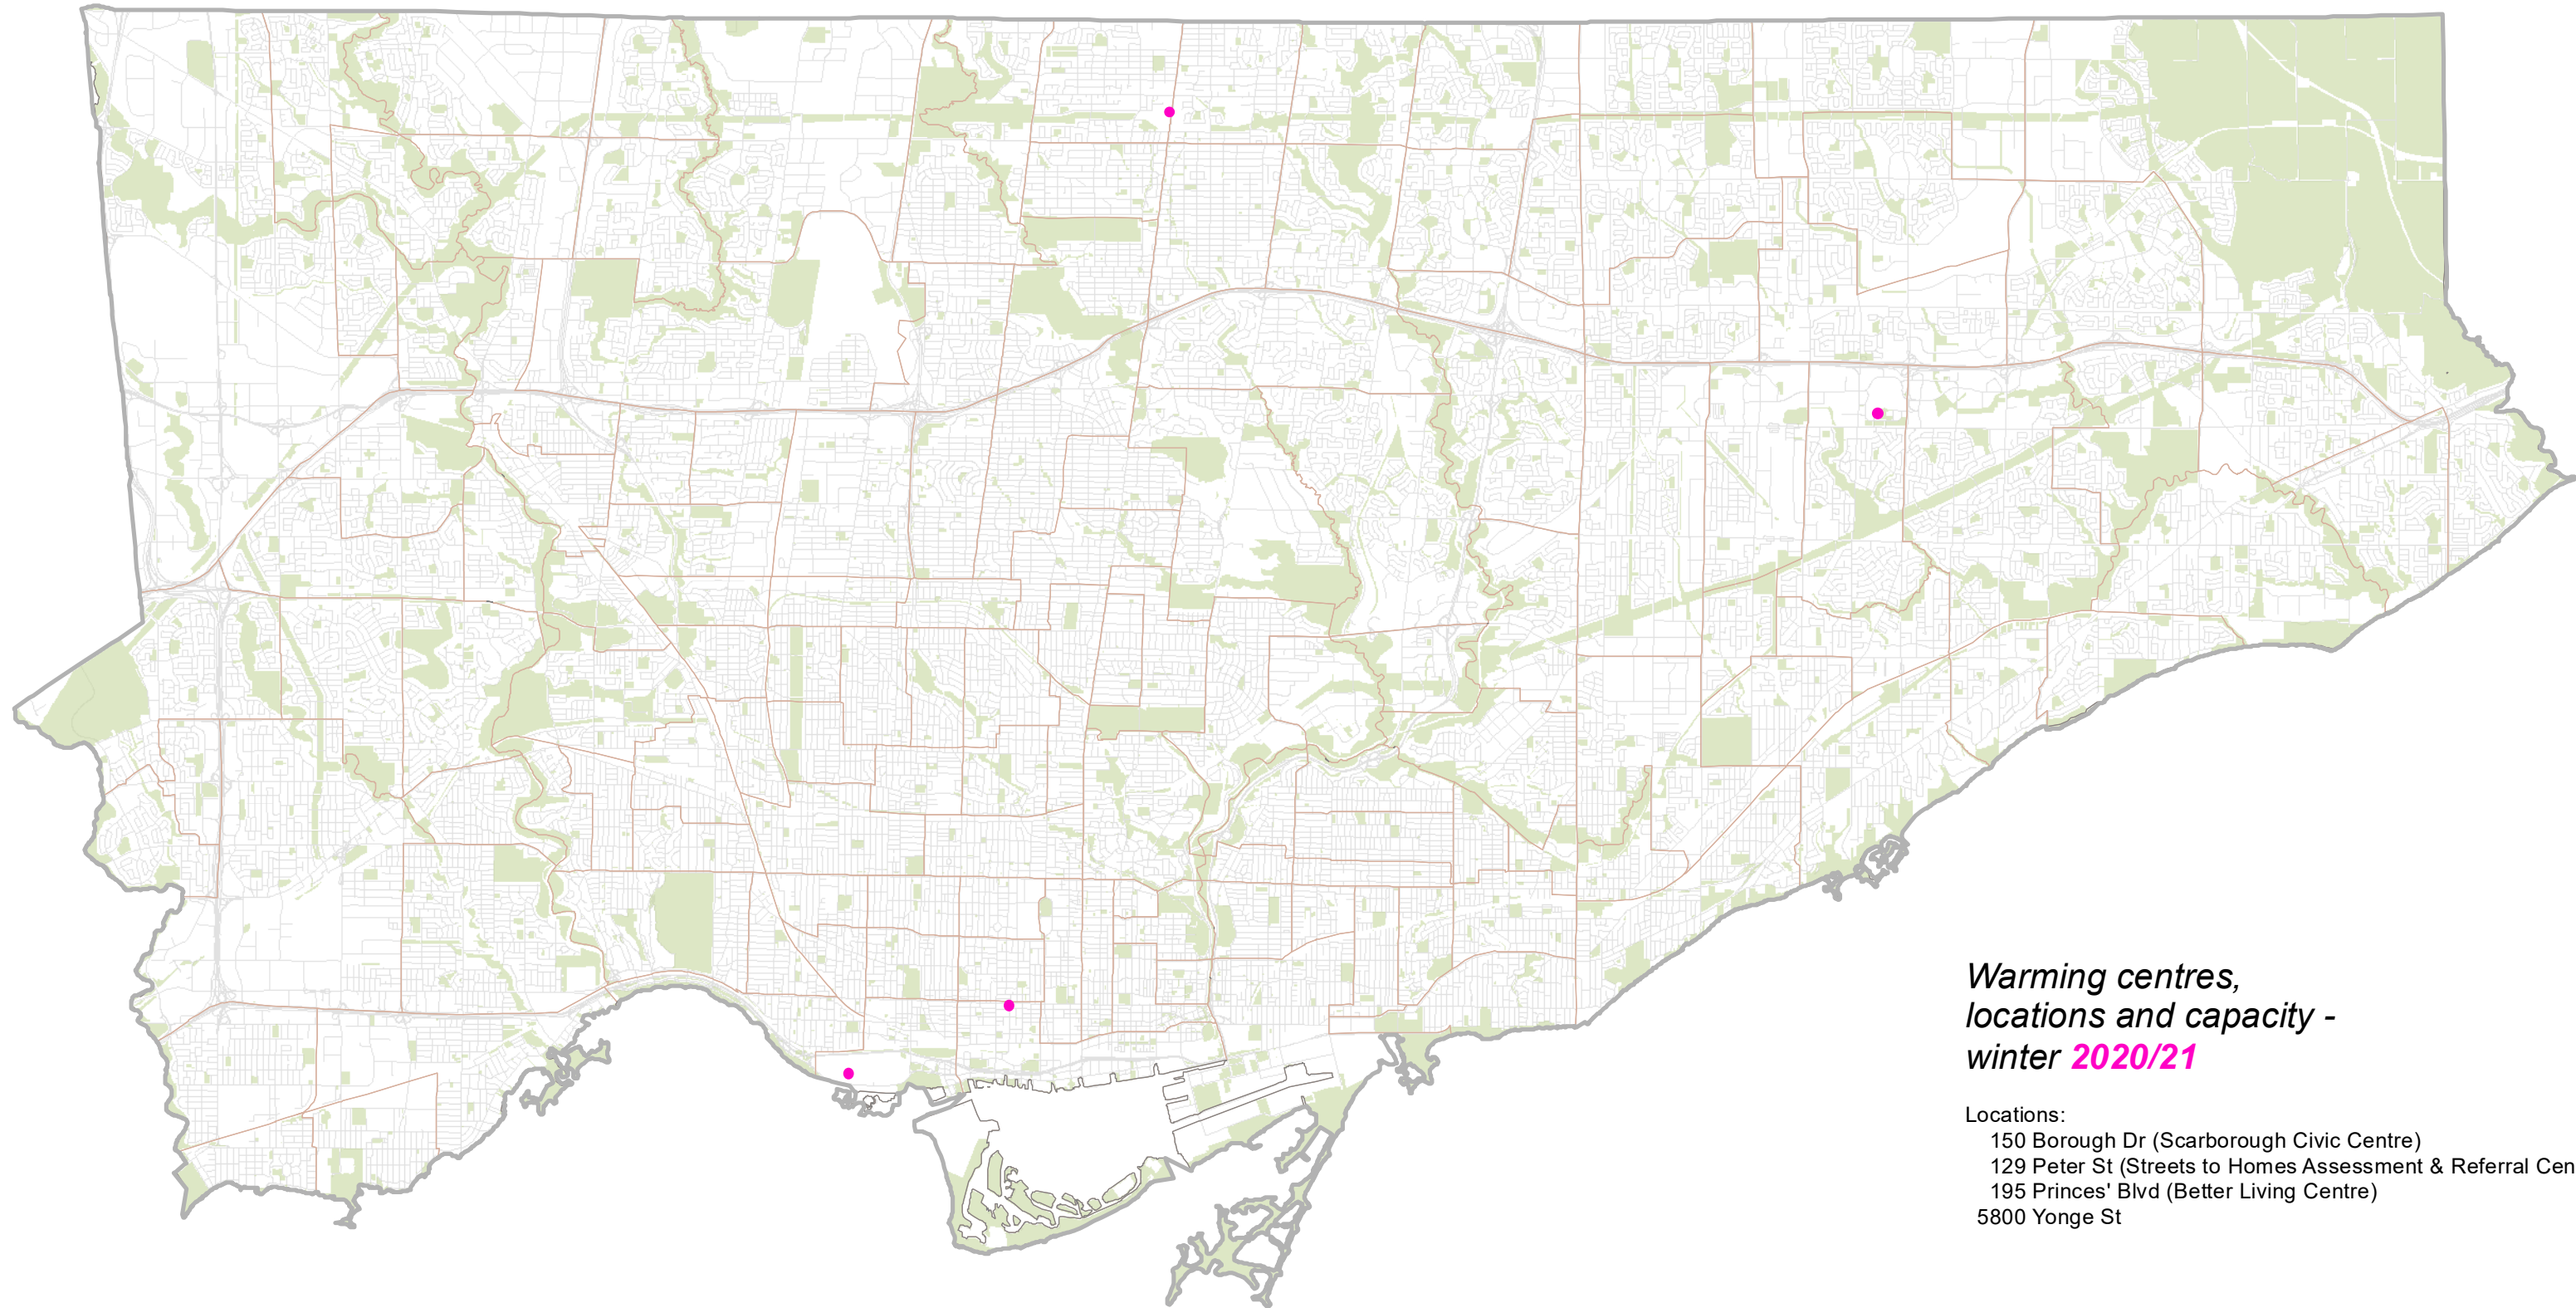 Warming centres,
locations and capacity -
winter 2020/21
Locations:
150 Borough Dr (Scarborough Civic Centre)
129 Peter St (Streets to Homes Assessment & Referral Cen
195 Princes' Blvd (Better Living Centre)
5800 Yonge St